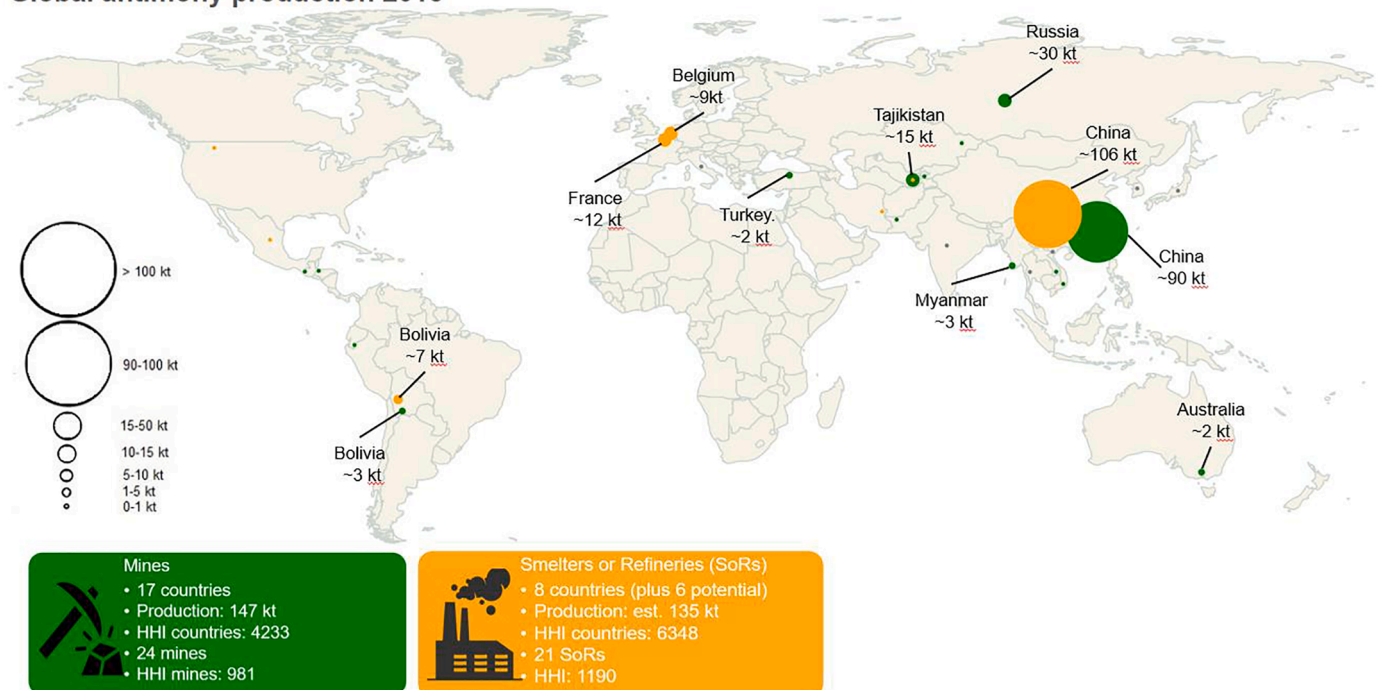 Global antimony production 2018
Russia
~30 kt
Belgium
~9kt
Tajikistan
~15 kt
China
~106 kt
France
~12 kt
Turkey.
~2 kt
China
~90 kt
Myanmar
~3 kt
> 100 kt
90-100 kt
15-50 kt
10-15 kt
5-10 kt
1-5 kt
0-1 kt
Bolivia
~7 kt
Bolivia
~3 kt
Australia
~2 kt
Mines
• 17 countries
• Production: 147 kt
• HHI countries: 4233
• 24 mines
• HHI mines: 981
Smelters or Refineries (SoRs)
• 8 countries (plus 6 potential)
• Production: est. 135 kt
• HHI countries: 6348
• 21 SoRs
• HHI: 1190